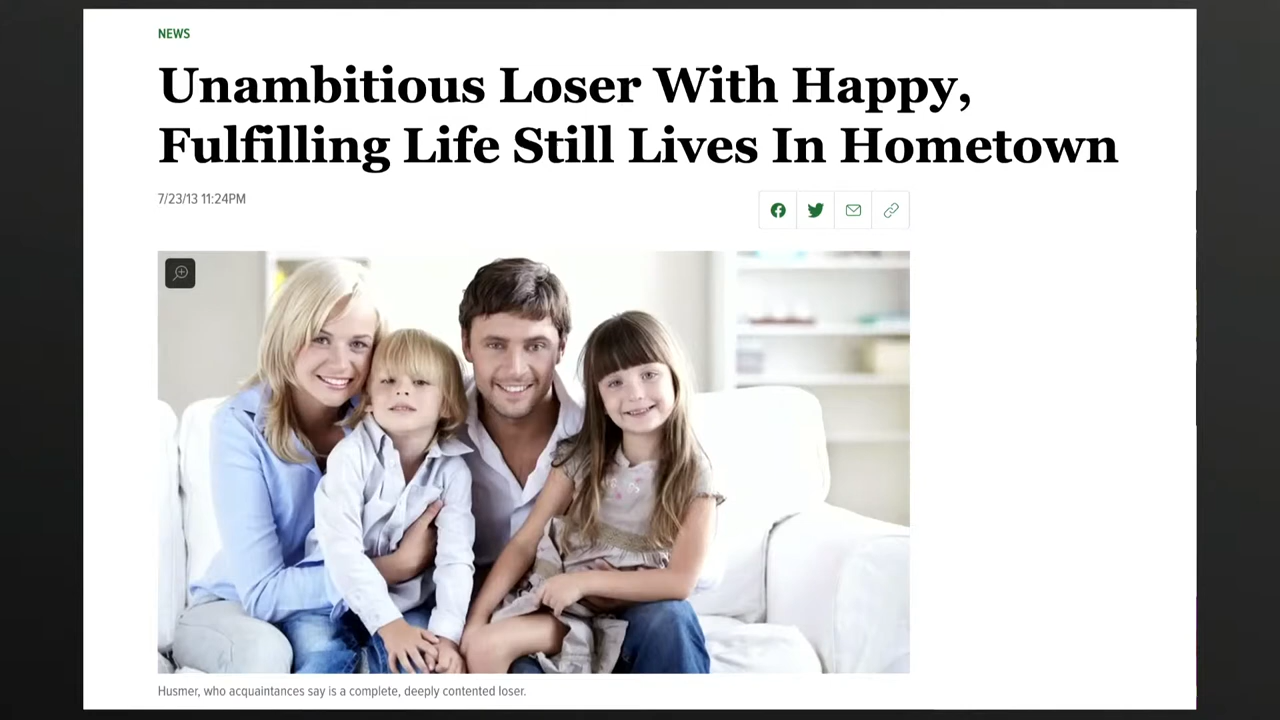 NEWS
Unambitious Loser With Happy,
Fulfilling Life Still Lives In Hometown
7/23/13 11:24PM
Husmer, who acquaintances say is a complete, deeply contented loser.